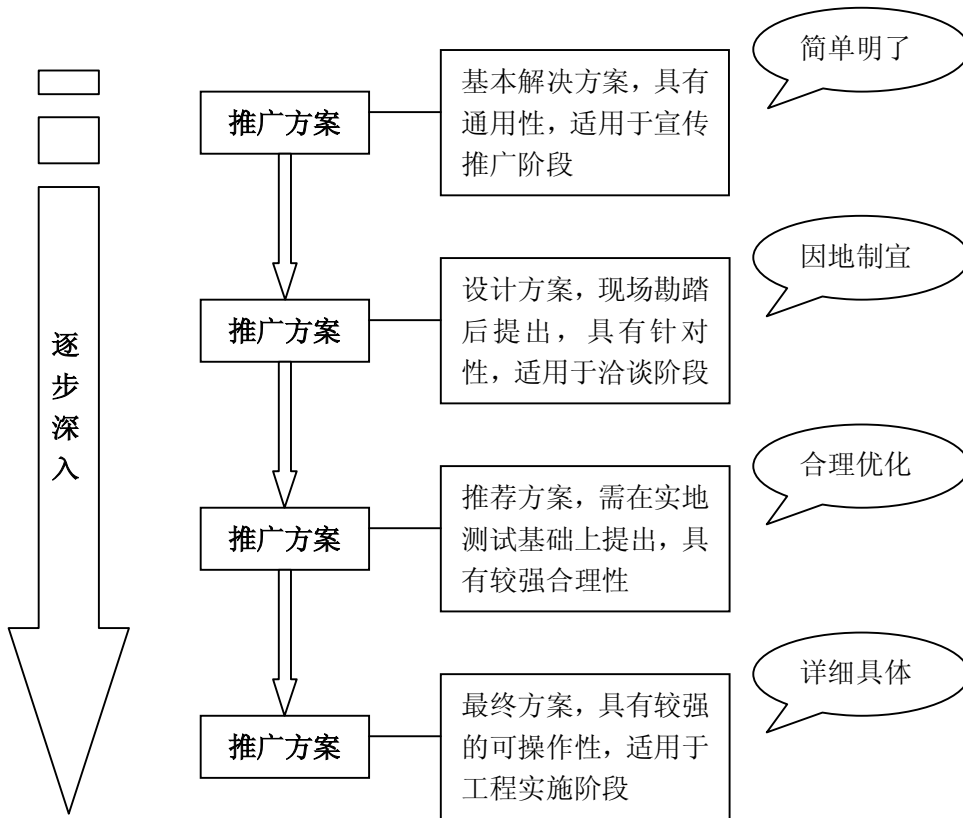 简单明了
推广方案
基本解决方案，具有
通用性，适用于宣传
推广阶段
因地制宜
推广方案
设计方案，现场勘踏
后提出，具有针对
性，适用于洽谈阶段
逐
步
深
入
合理优化
推广方案
推荐方案，需在实地
测试基础上提出，具
有较强合理性
详细具体
推广方案
最终方案，具有较强
的可操作性，适用于
工程实施阶段